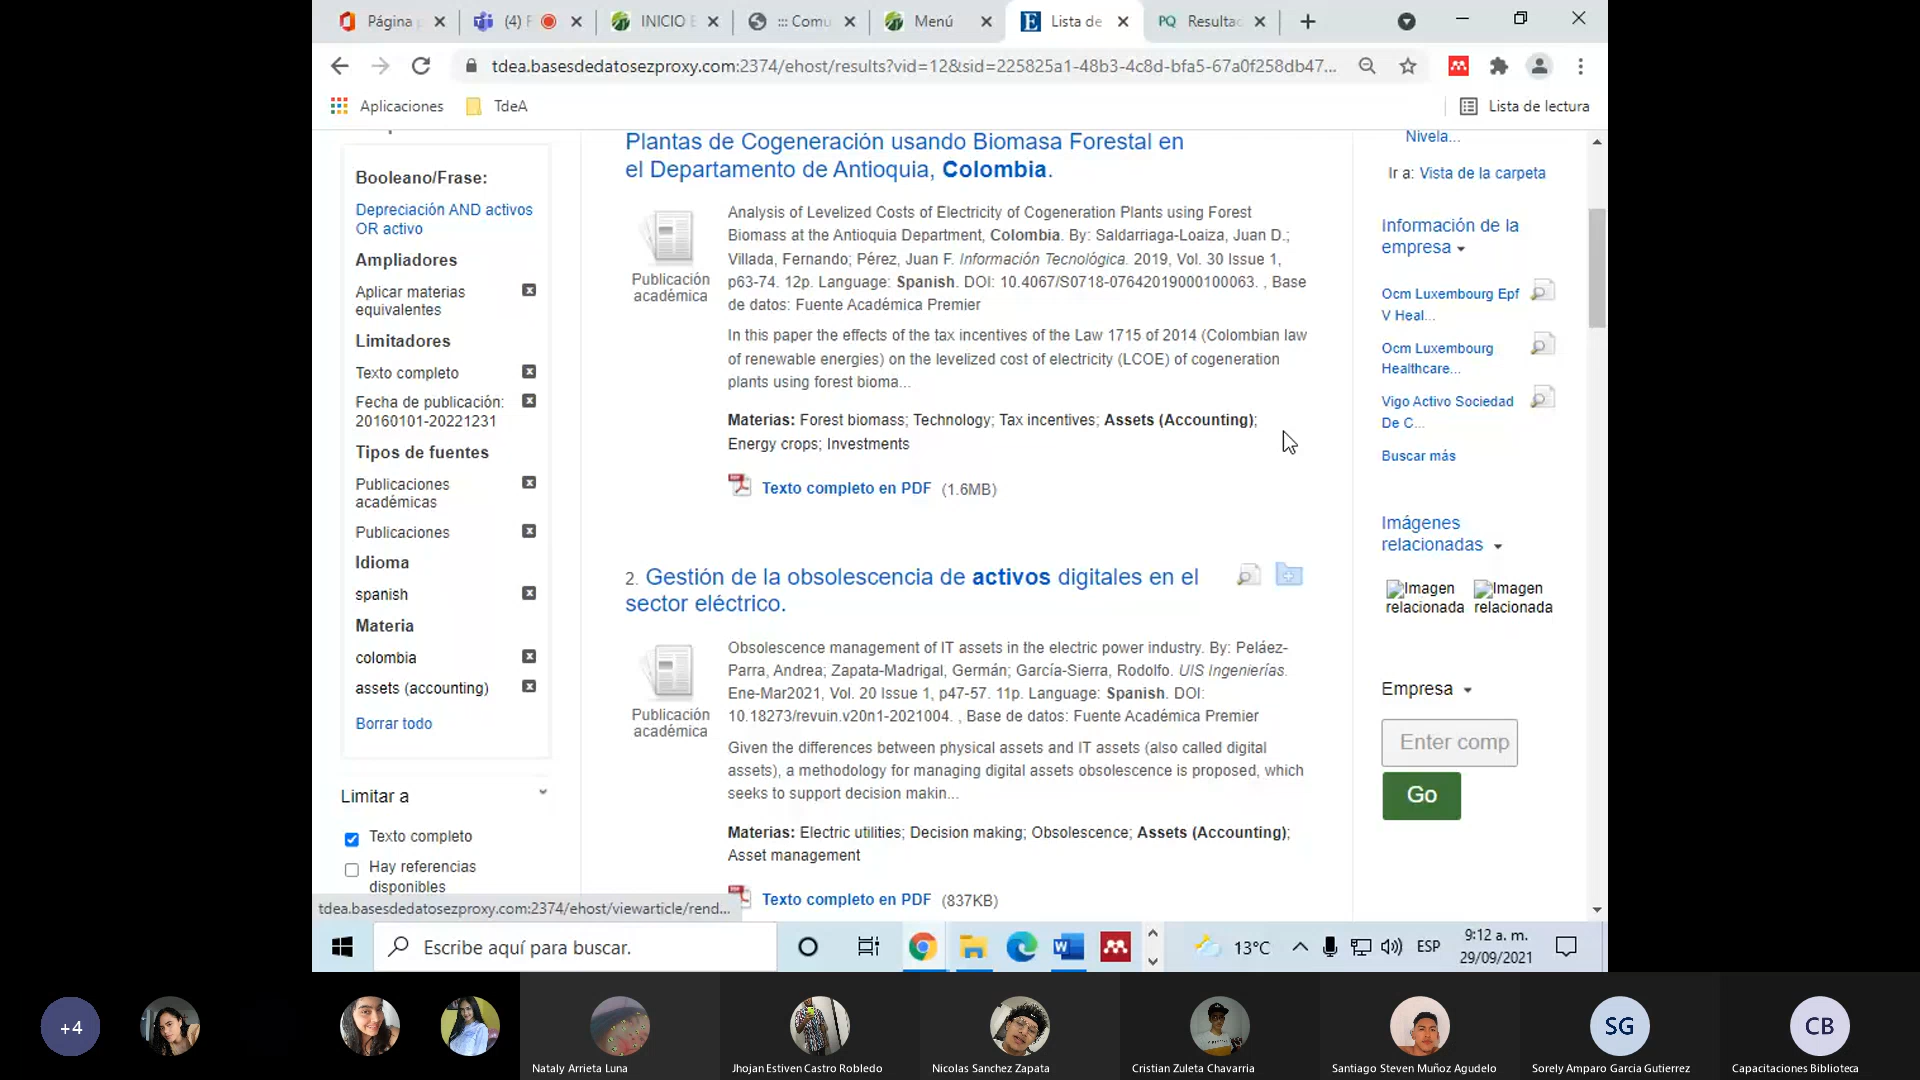 Página
(4) F
INICIO E
::: Comu
Menú
Lista de
PQ
Resultac
tdea.basesdedatosezproxy.com:2374/ehost/results?vid=12&sid=225825a1-48b3-4c8d-bfa5-67a0f258db47...
Aplicaciones
TdeA
Lista de lectura
Booleano/Frase:
Depreciación AND activos
OR activo
Ampliadores
Aplicar materias
equivalentes
Limitadores
Texto completo
Fecha de publicación:
20160101-20221231
Tipos de fuentes
Publicaciones
académicas
Publicaciones
Idioma
spanish
Materia
colombia
assets (accounting)
Borrar todo
Limitar a
Texto completo
Hay referencias
disponibles
tdea.basesdedatosezproxy.com:2374/ehost/viewarticle/rend...
Plantas de Cogeneración usando Biomasa Forestal en
el Departamento de Antioquia, Colombia.
Publicación
académica
Analysis of Levelized Costs of Electricity of Cogeneration Plants using Forest
Biomass at the Antioquia Department, Colombia. By: Saldarriaga-Loaiza, Juan D.;
Villada, Fernando; Pérez, Juan F. Información Tecnológica. 2019, Vol. 30 Issue 1,
p63-74. 12p. Language: Spanish. DOI: 10.4067/S0718-07642019000100063. , Base
de datos: Fuente Académica Premier
In this paper the effects of the tax incentives of the Law 1715 of 2014 (Colombian law
of renewable energies) on the levelized cost of electricity (LCOE) of cogeneration
plants using forest bioma...
Materias: Forest biomass; Technology; Tax incentives; Assets (Accounting);
Energy crops; Investments
Texto completo en PDF (1.6MB)
2. Gestión de la obsolescencia de activos digitales en el
sector eléctrico.
Publicación
académica
Obsolescence management of IT assets in the electric power industry. By: Peláez-
Parra, Andrea; Zapata-Madrigal, Germán; García-Sierra, Rodolfo. UIS Ingenierías.
Ene-Mar2021, Vol. 20 Issue 1, p47-57. 11p. Language: Spanish. DOI:
10.18273/revuin.v20n1-2021004. , Base de datos: Fuente Académica Premier
Given the differences between physical assets and IT assets (also called digital
assets), a methodology for managing digital assets obsolescence is proposed, which
seeks to support decision makin...
Materias: Electric utilities; Decision making; Obsolescence; Assets (Accounting);
Asset management
Texto completo en PDF (837KB)
Nivela...
Ir a: Vista de la carpeta
Información de la
empresa
Ocm Luxembourg Epf
V Heal...
Ocm Luxembourg
Healthcare...
Vigo Activo Sociedad
De C...
Buscar más
Imágenes
relacionadas
Imagen
relacionada
Imagen
relacionada
Empresa
Enter comp
Go
Escribe aquí para buscar.
13°C
ESP
9:12 a. m.
29/09/2021
+4
SG
CB
Nataly Arrieta Luna
Jhojan Estiven Castro Robledo
Nicolas Sanchez Zapata
Cristian Zuleta Chavarria
Santiago Steven Muñoz Agudelo
Sorely Amparo Garcia Gutierrez
Capacitaciones Biblioteca